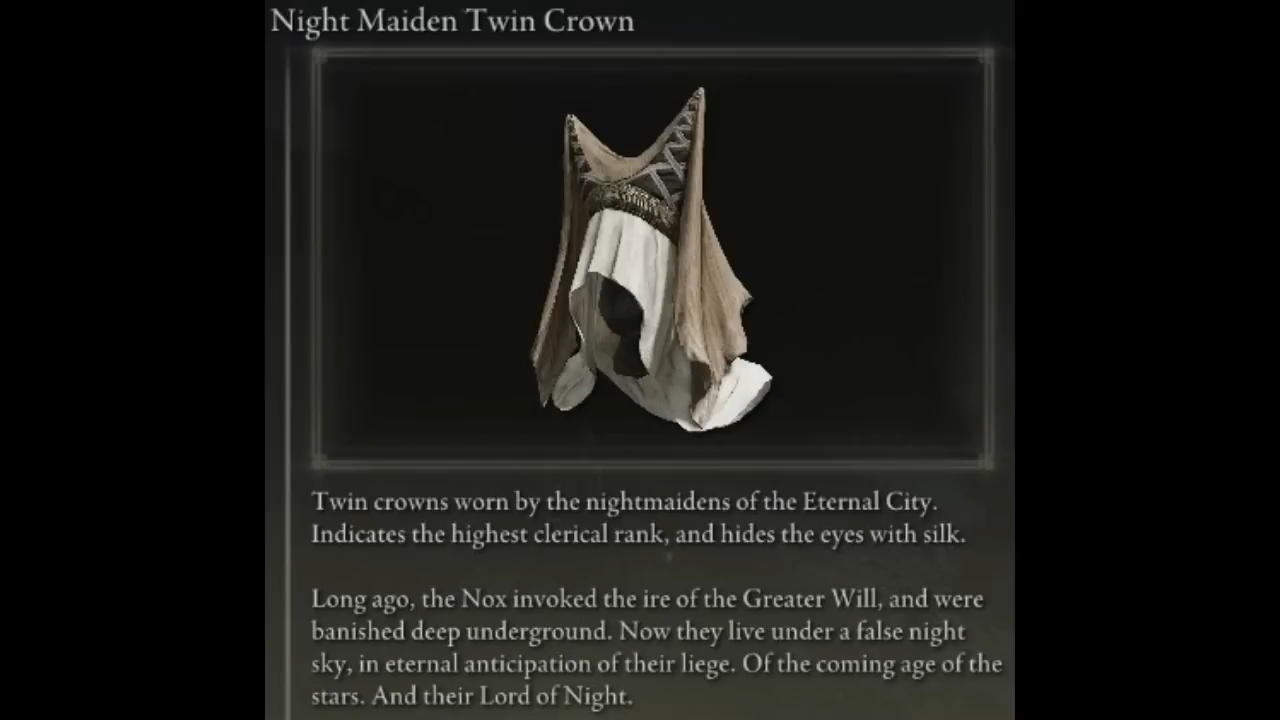 Night Maiden Twin Crown
Twin crowns worn by the nightmaidens of the Eternal City.
Indicates the highest clerical rank, and hides the eyes with silk.
Long ago, the Nox invoked the ire of the Greater Will, and were
banished deep underground. Now they live under a false night
sky, in eternal anticipation of their liege. Of the coming age of the
stars. And their Lord of Night.